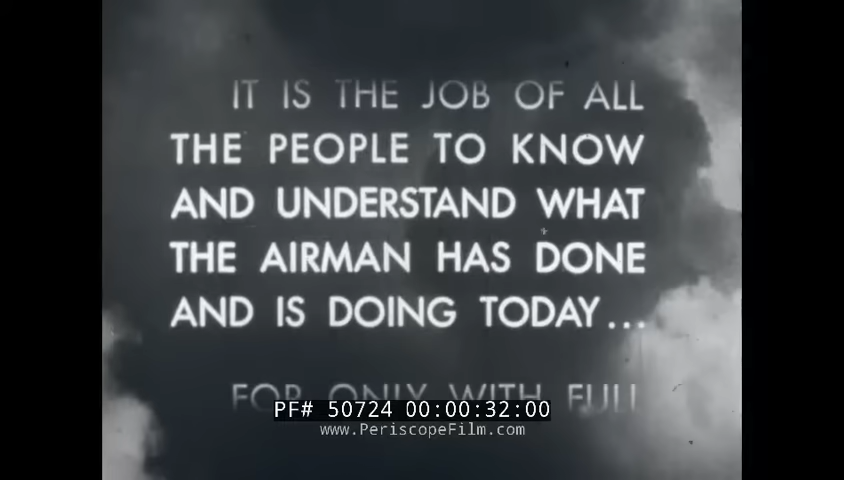 IT IS THE JOB OF ALL
THE PEOPLE TO KNOW
AND UNDERSTAND WHAT
THE AIRMAN HAS DONE
AND IS DOING TODAY...
FOR ONLY WITH FULL
PF# 50724 00:00:32:00
www.PeriscopeFilm.com